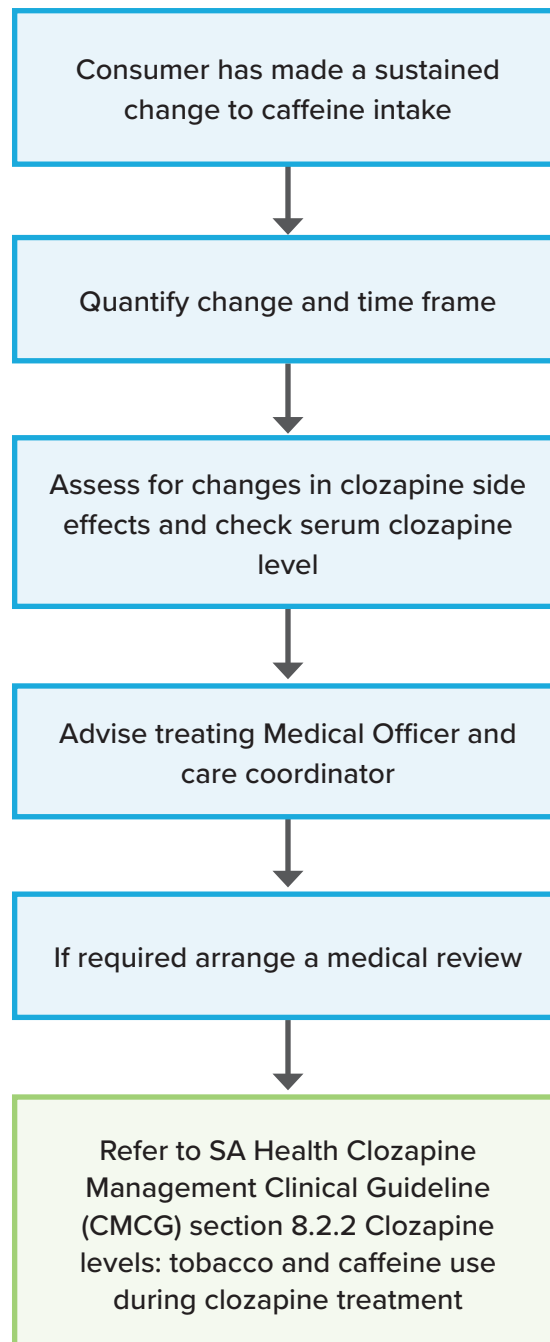 Consumer has made a sustained
change to caffeine intake
Quantify change and time frame
Assess for changes in clozapine side
effects and check serum clozapine
level
Advise treating Medical Officer and
care coordinator
If required arrange a medical review
Refer to SA Health Clozapine
Management Clinical Guideline
(CMCG) section 8.2.2 Clozapine
levels: tobacco and caffeine use
during clozapine treatment